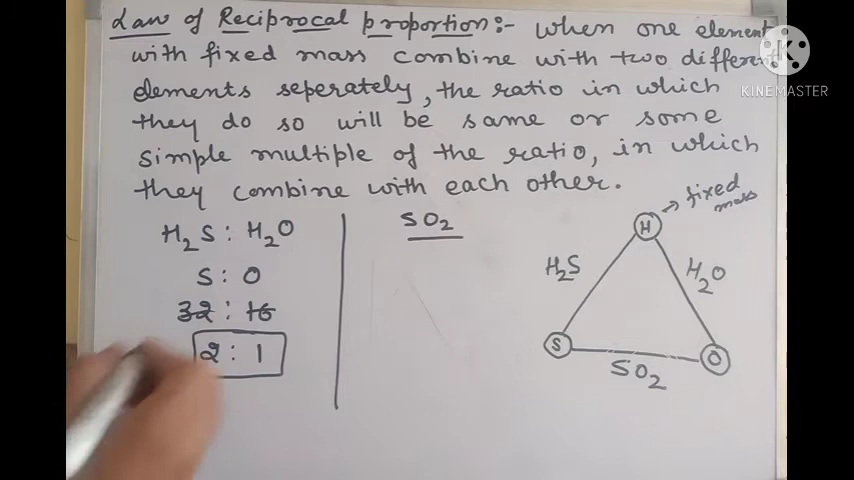 Law of Reciprocal proportion:- when one element
with fixed mass combine with two different
elements seperately, the ratio in which
they do so will be same or some
simple multiple of the ratio, in which
they combine with each other.
H₂S : H₂O
S : O
32 : 16
2 : 1
SO₂
H → fixed mass
H₂S
H₂O
S
O
SO₂
K
KINEMASTER